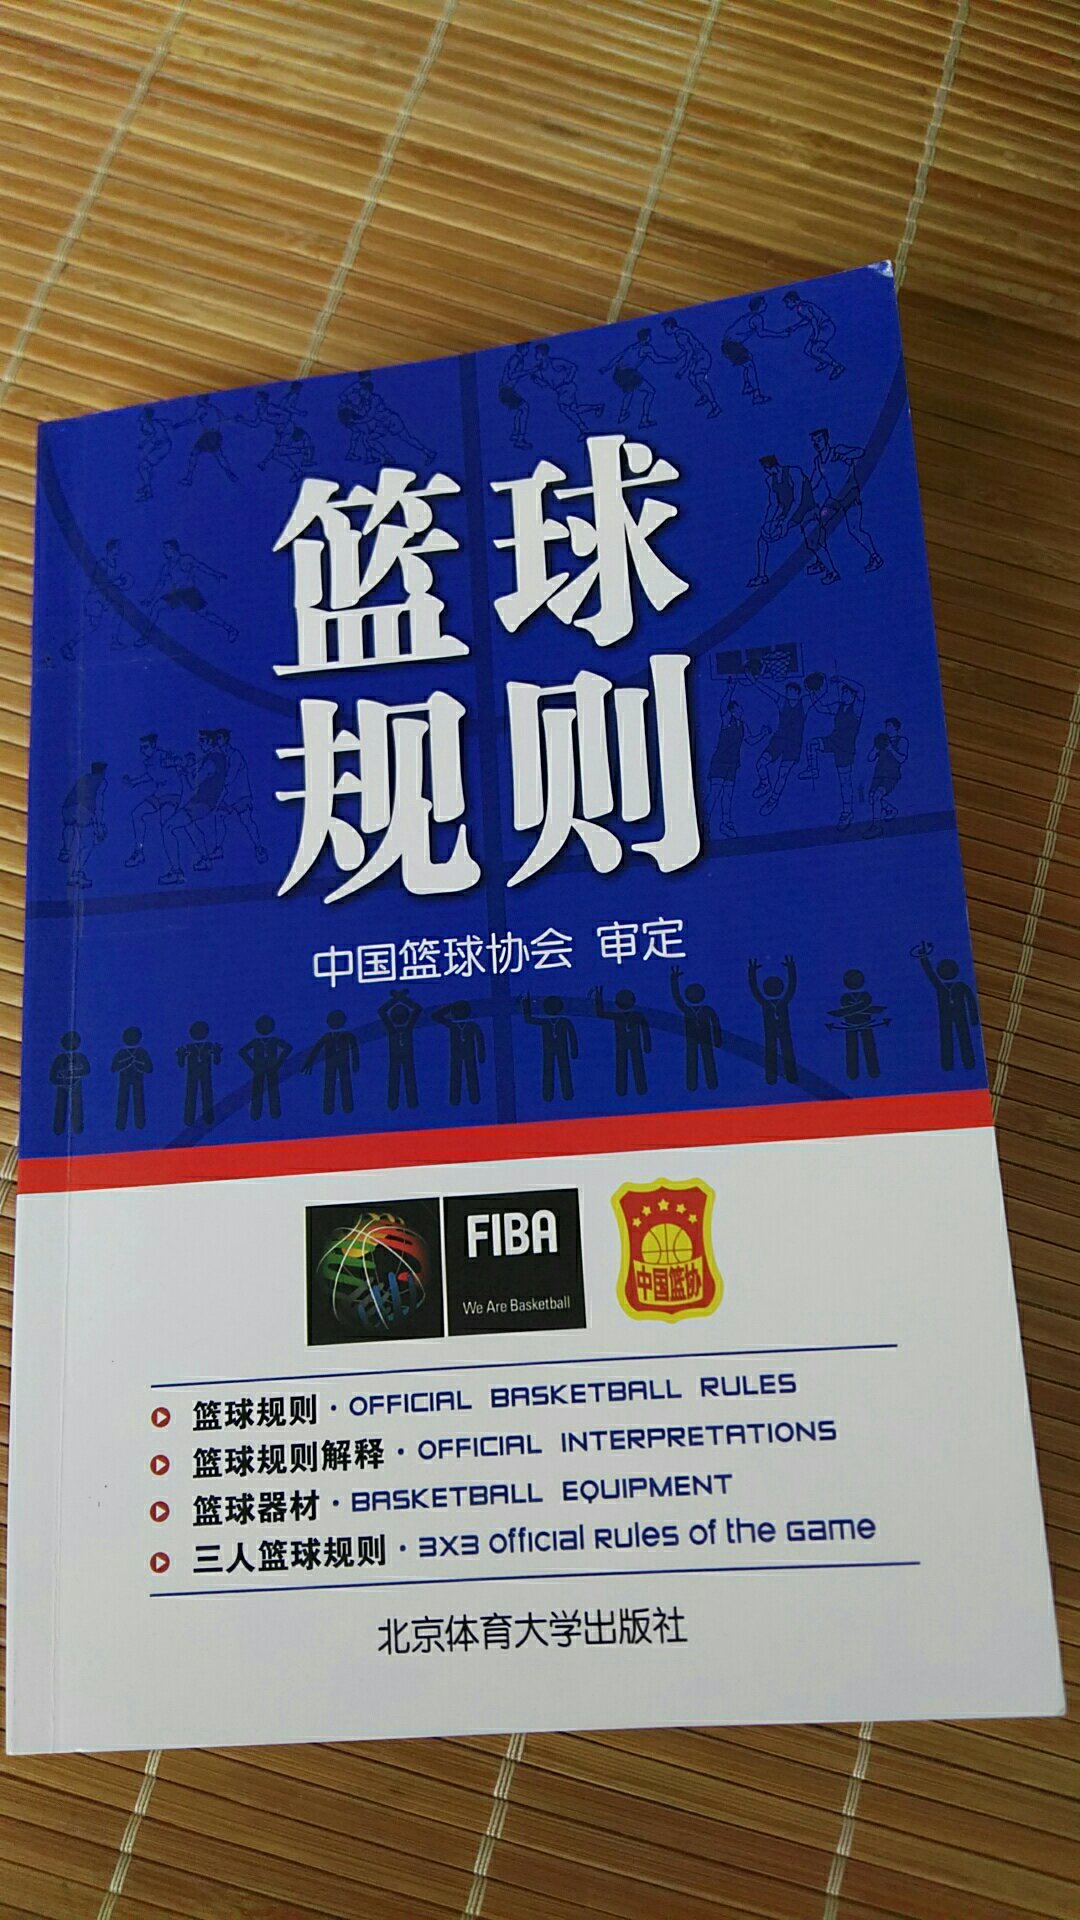 篮球
规则
中国篮球协会 审定
FIBA
We Are Basketball
中国篮协
篮球规则·OFFICIAL BASKETBALL RULES
篮球规则解释·OFFICIAL INTERPRETATIONS
篮球器材·BASKETBALL EQUIPMENT
三人篮球规则·3X3 official Rules of the Game
北京体育大学出版社